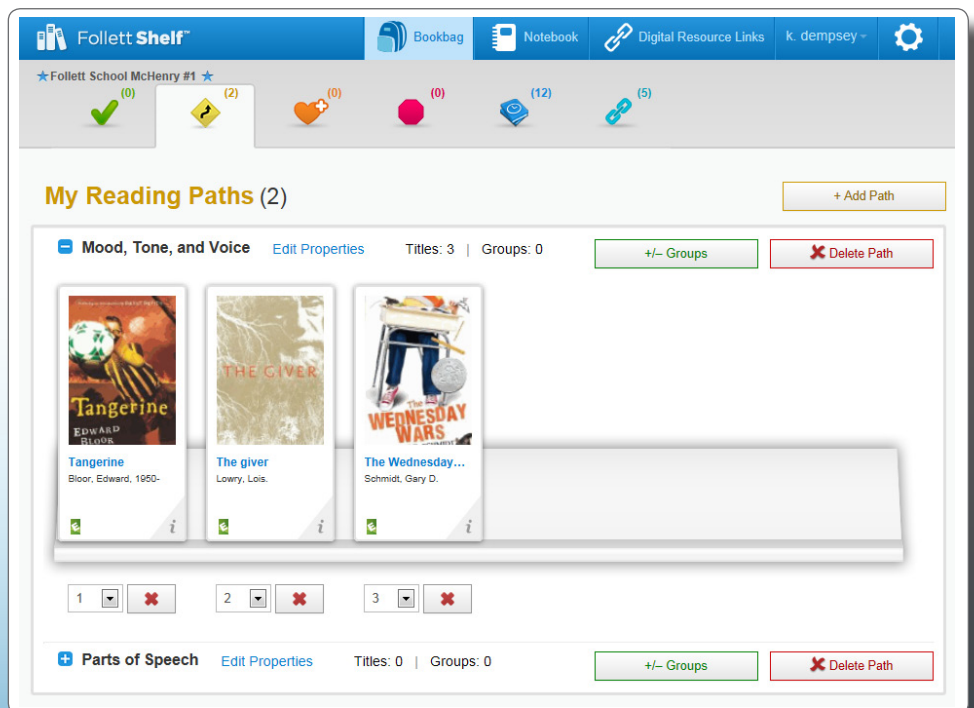 Follett Shelf™ Bookbag Notebook Digital Resource Links k. dempsey
Follett School McHenry #1
(0) (2) (0) (0) (12) (5)
My Reading Paths (2) + Add Path
Mood, Tone, and Voice Edit Properties Titles: 3 | Groups: 0 +/– Groups Delete Path
Tangerine
EDWARD
BLOOR
THE GIVER
The
WEDNESDAY
WARS
Tangerine The giver The Wednesday...
Bloor, Edward, 1950- Lowry, Lois. Schmidt, Gary D.
i i i
1 2 3
Parts of Speech Edit Properties Titles: 0 | Groups: 0 +/– Groups Delete Path